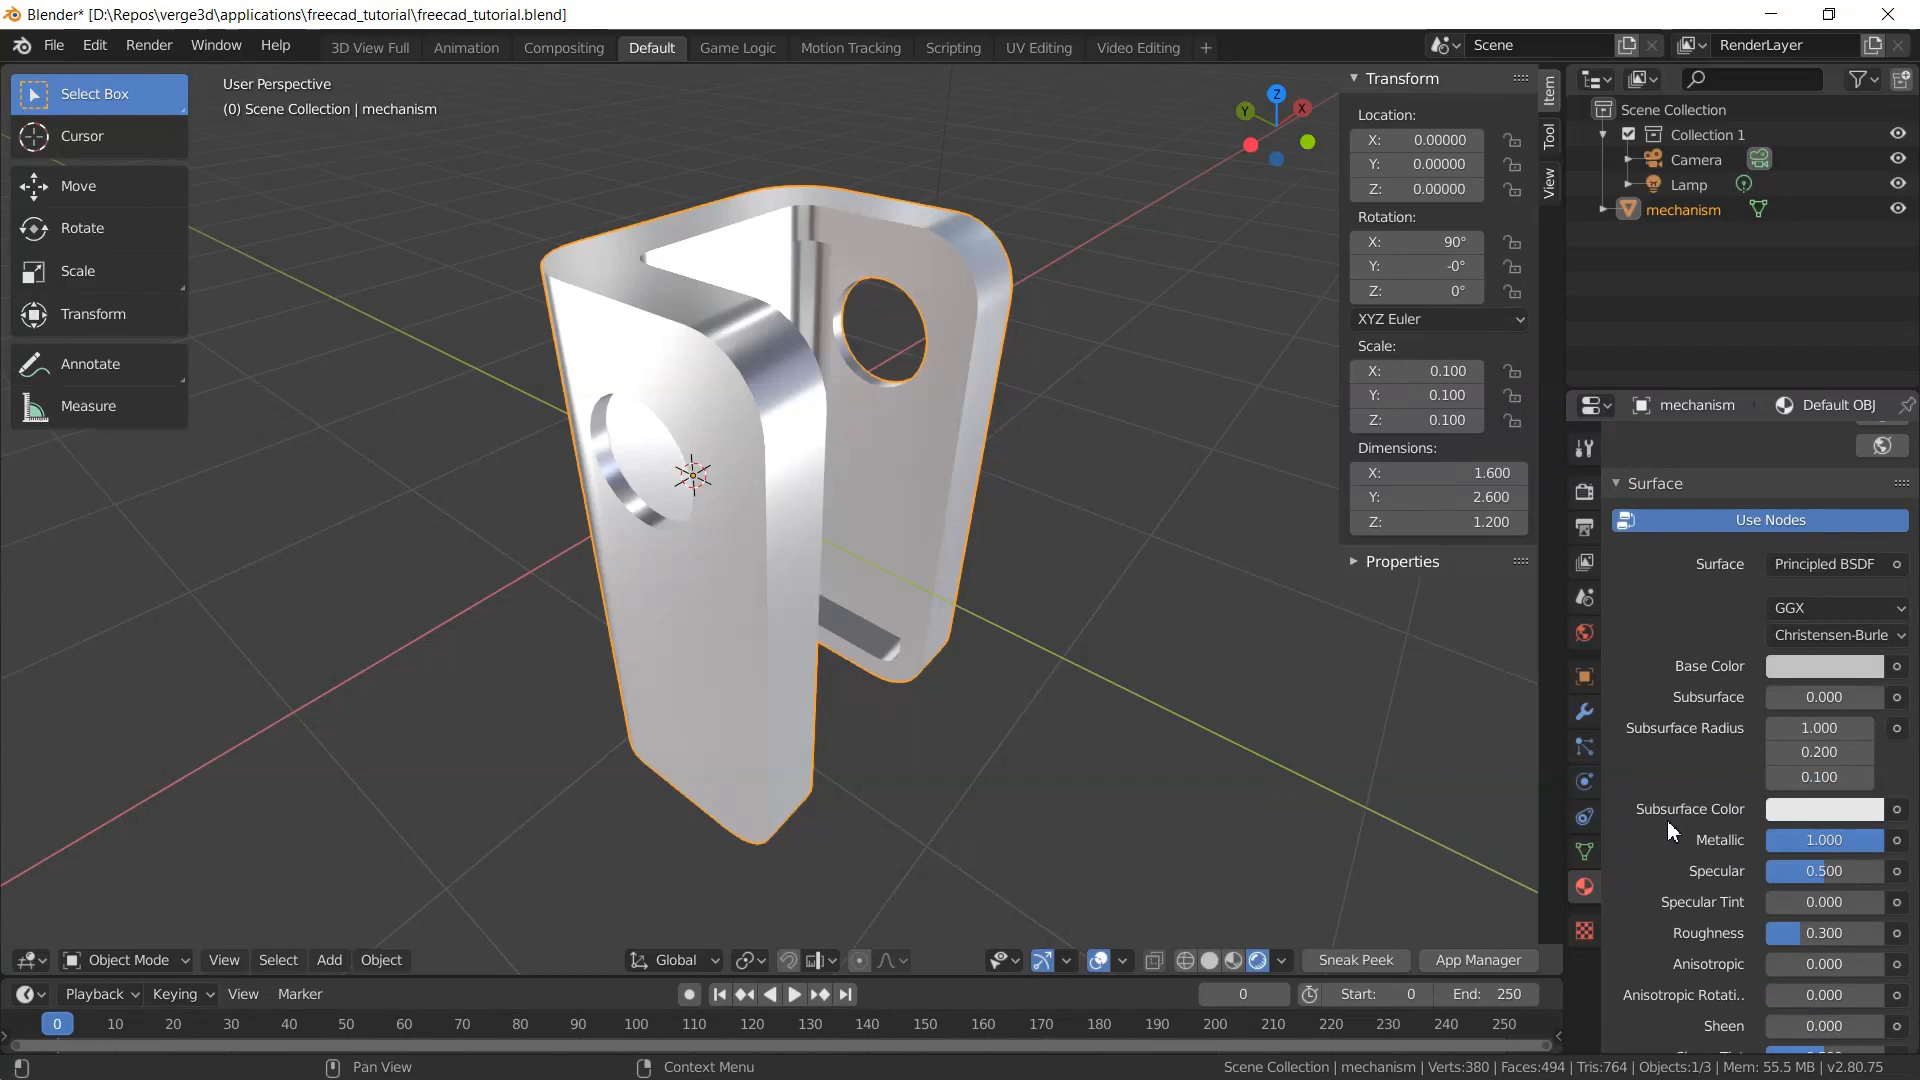 Blender* [D:\Repos\verge3d\applications\freecad_tutorial\freecad_tutorial.blend]
File Edit Render Window Help
3D View Full Animation Compositing Default Game Logic Motion Tracking Scripting UV Editing Video Editing +
Scene
RenderLayer
Select Box
Cursor
Move
Rotate
Scale
Transform
Annotate
Measure
User Perspective
(0) Scene Collection | mechanism
Z
X
Y
Transform
Location:
X: 0.00000
Y: 0.00000
Z: 0.00000
Rotation:
X: 90°
Y: -0°
Z: 0°
XYZ Euler
Scale:
X: 0.100
Y: 0.100
Z: 0.100
Dimensions:
X: 1.600
Y: 2.600
Z: 1.200
Properties
Item
Tool
View
Scene Collection
Collection 1
Camera
Lamp
mechanism
mechanism
Default OBJ
Surface
Use Nodes
Surface Principled BSDF
GGX
Christensen-Burle
Base Color
Subsurface 0.000
Subsurface Radius 1.000
0.200
0.100
Subsurface Color
Metallic 1.000
Specular 0.500
Specular Tint 0.000
Roughness 0.300
Anisotropic 0.000
Anisotropic Rotati.. 0.000
Sheen 0.000
Object Mode View Select Add Object
Global
Sneak Peek
App Manager
Playback Keying View Marker
0
Start: 0
End: 250
0 10 20 30 40 50 60 70 80 90 100 110 120 130 140 150 160 170 180 190 200 210 220 230 240 250
Pan View
Context Menu
Scene Collection | mechanism | Verts:380 | Faces:494 | Tris:764 | Objects:1/3 | Mem: 55.5 MB | v2.80.75